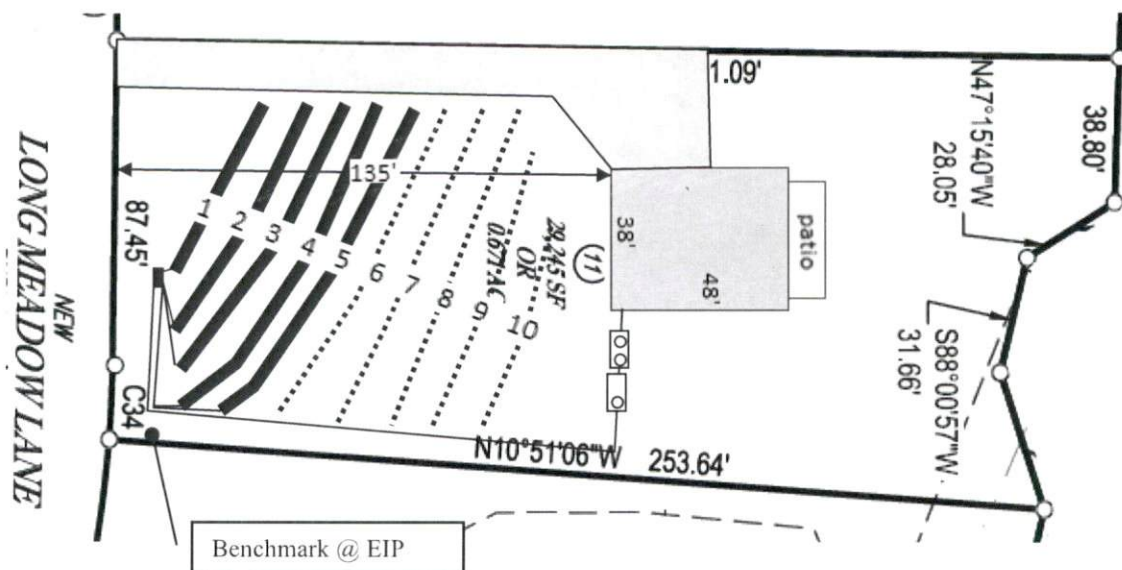 NEW
LONG MEADOW LANE
87.45'
C34
135'
1
2
3
4
5
6
7
8
9
10
29,245 SF
OR
0.671 AC
(11)
38'
48'
patio
1.09'
N47°15'40"W
28.05'
38.80'
S88°00'57"W
31.66'
N10°51'06"W 253.64'
Benchmark @ EIP